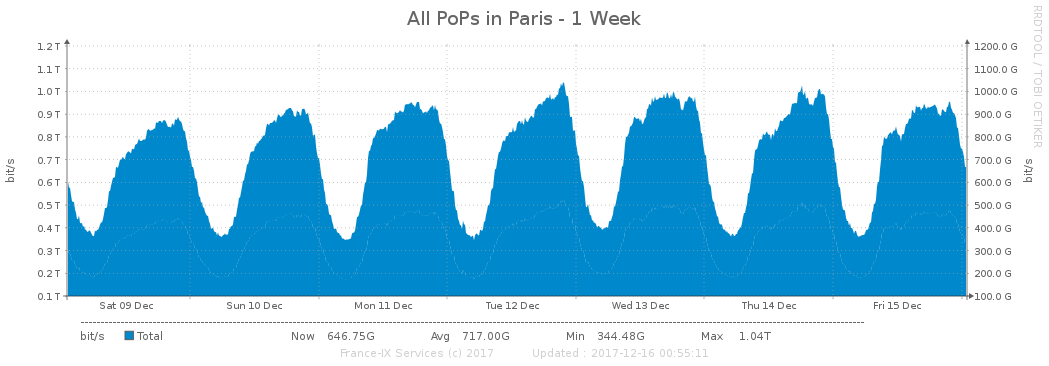 All PoPs in Paris - 1 Week
RRDTOOL / TOBI OETIKER
bit/s
1.2 T
1.1 T
1.0 T
0.9 T
0.8 T
0.7 T
0.6 T
0.5 T
0.4 T
0.3 T
0.2 T
0.1 T
1200.0 G
1100.0 G
1000.0 G
900.0 G
800.0 G
700.0 G
600.0 G
500.0 G
400.0 G
300.0 G
200.0 G
100.0 G
bit/s
Sat 09 Dec Sun 10 Dec Mon 11 Dec Tue 12 Dec Wed 13 Dec Thu 14 Dec Fri 15 Dec
bit/s Total Now 646.75G Avg 717.00G Min 344.48G Max 1.04T
France-IX Services (c) 2017 Updated : 2017-12-16 00:55:11